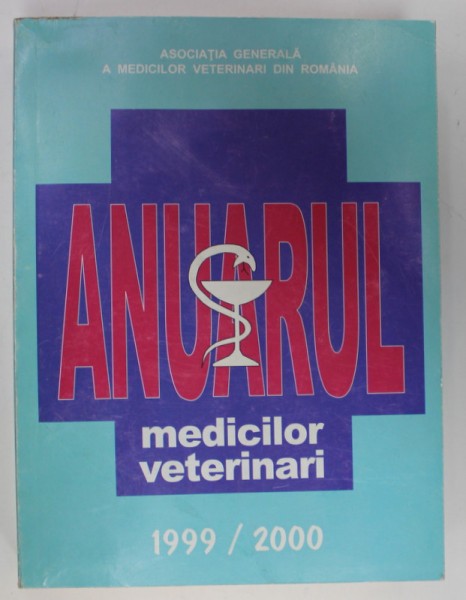 ASOCIAȚIA GENERALĂ
A MEDICILOR VETERINARI DIN ROMÂNIA
ANUARUL
medicilor
veterinari
1999 / 2000